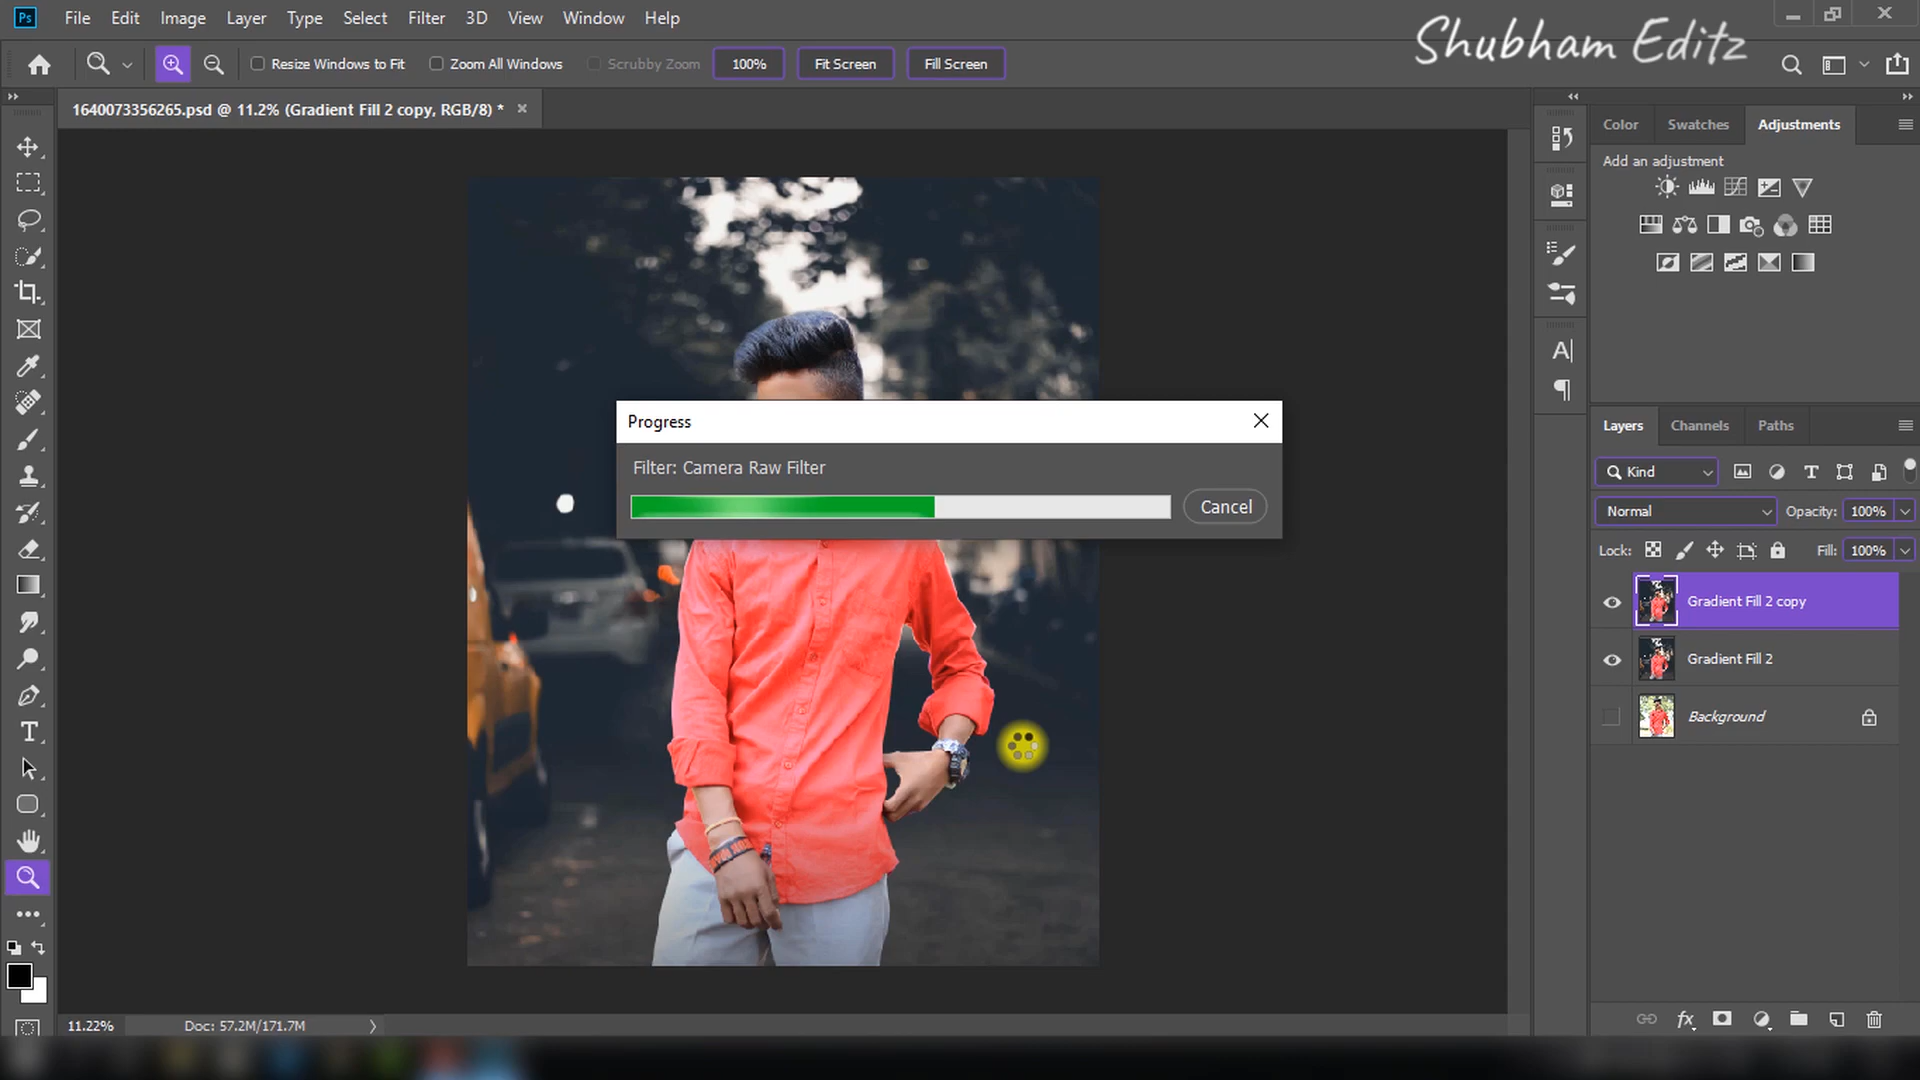 Ps File Edit Image Layer Type Select Filter 3D View Window Help
Shubham Editz
Resize Windows to Fit Zoom All Windows Scrubby Zoom 100% Fit Screen Fill Screen
1640073356265.psd @ 11.2% (Gradient Fill 2 copy, RGB/8) *
Color Swatches Adjustments
Add an adjustment
Progress
Filter: Camera Raw Filter
Cancel
Layers Channels Paths
Kind
Normal Opacity: 100%
Lock: Fill: 100%
Gradient Fill 2 copy
Gradient Fill 2
Background
11.22% Doc: 57.2M/171.7M